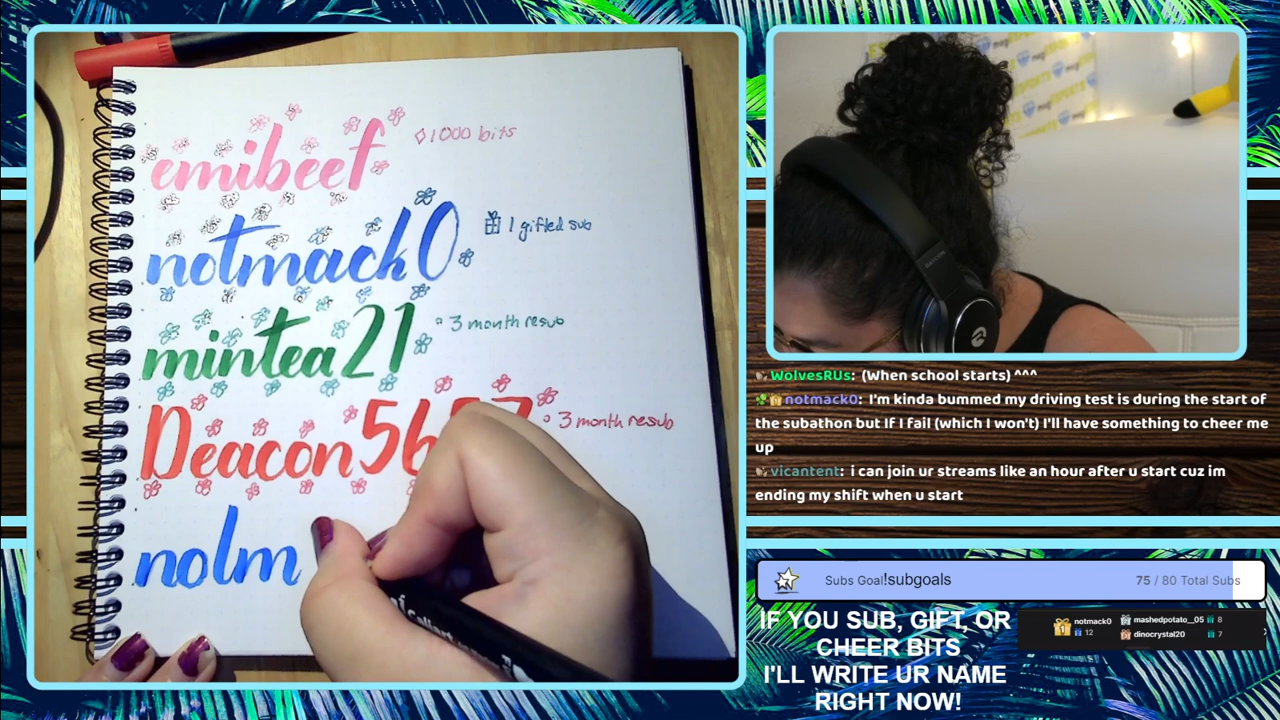 emibeef
1000 bits
notmack0
1 gifted sub
mintea21
3 month resub
Deacon56
3 month resub
nolm
WolvesRUs: (When school starts) ^^^
notmack0: I'm kinda bummed my driving test is during the start of
the subathon but If I fail (which I won't) I'll have something to cheer me
up
vicantent: i can join ur streams like an hour after u start cuz im
ending my shift when u start
Subs Goal!subgoals
75 / 80 Total Subs
IF YOU SUB, GIFT, OR
CHEER BITS
I'LL WRITE UR NAME
RIGHT NOW!
1
notmack0
12
mashedpotato__05 8
dinocrystal20 7